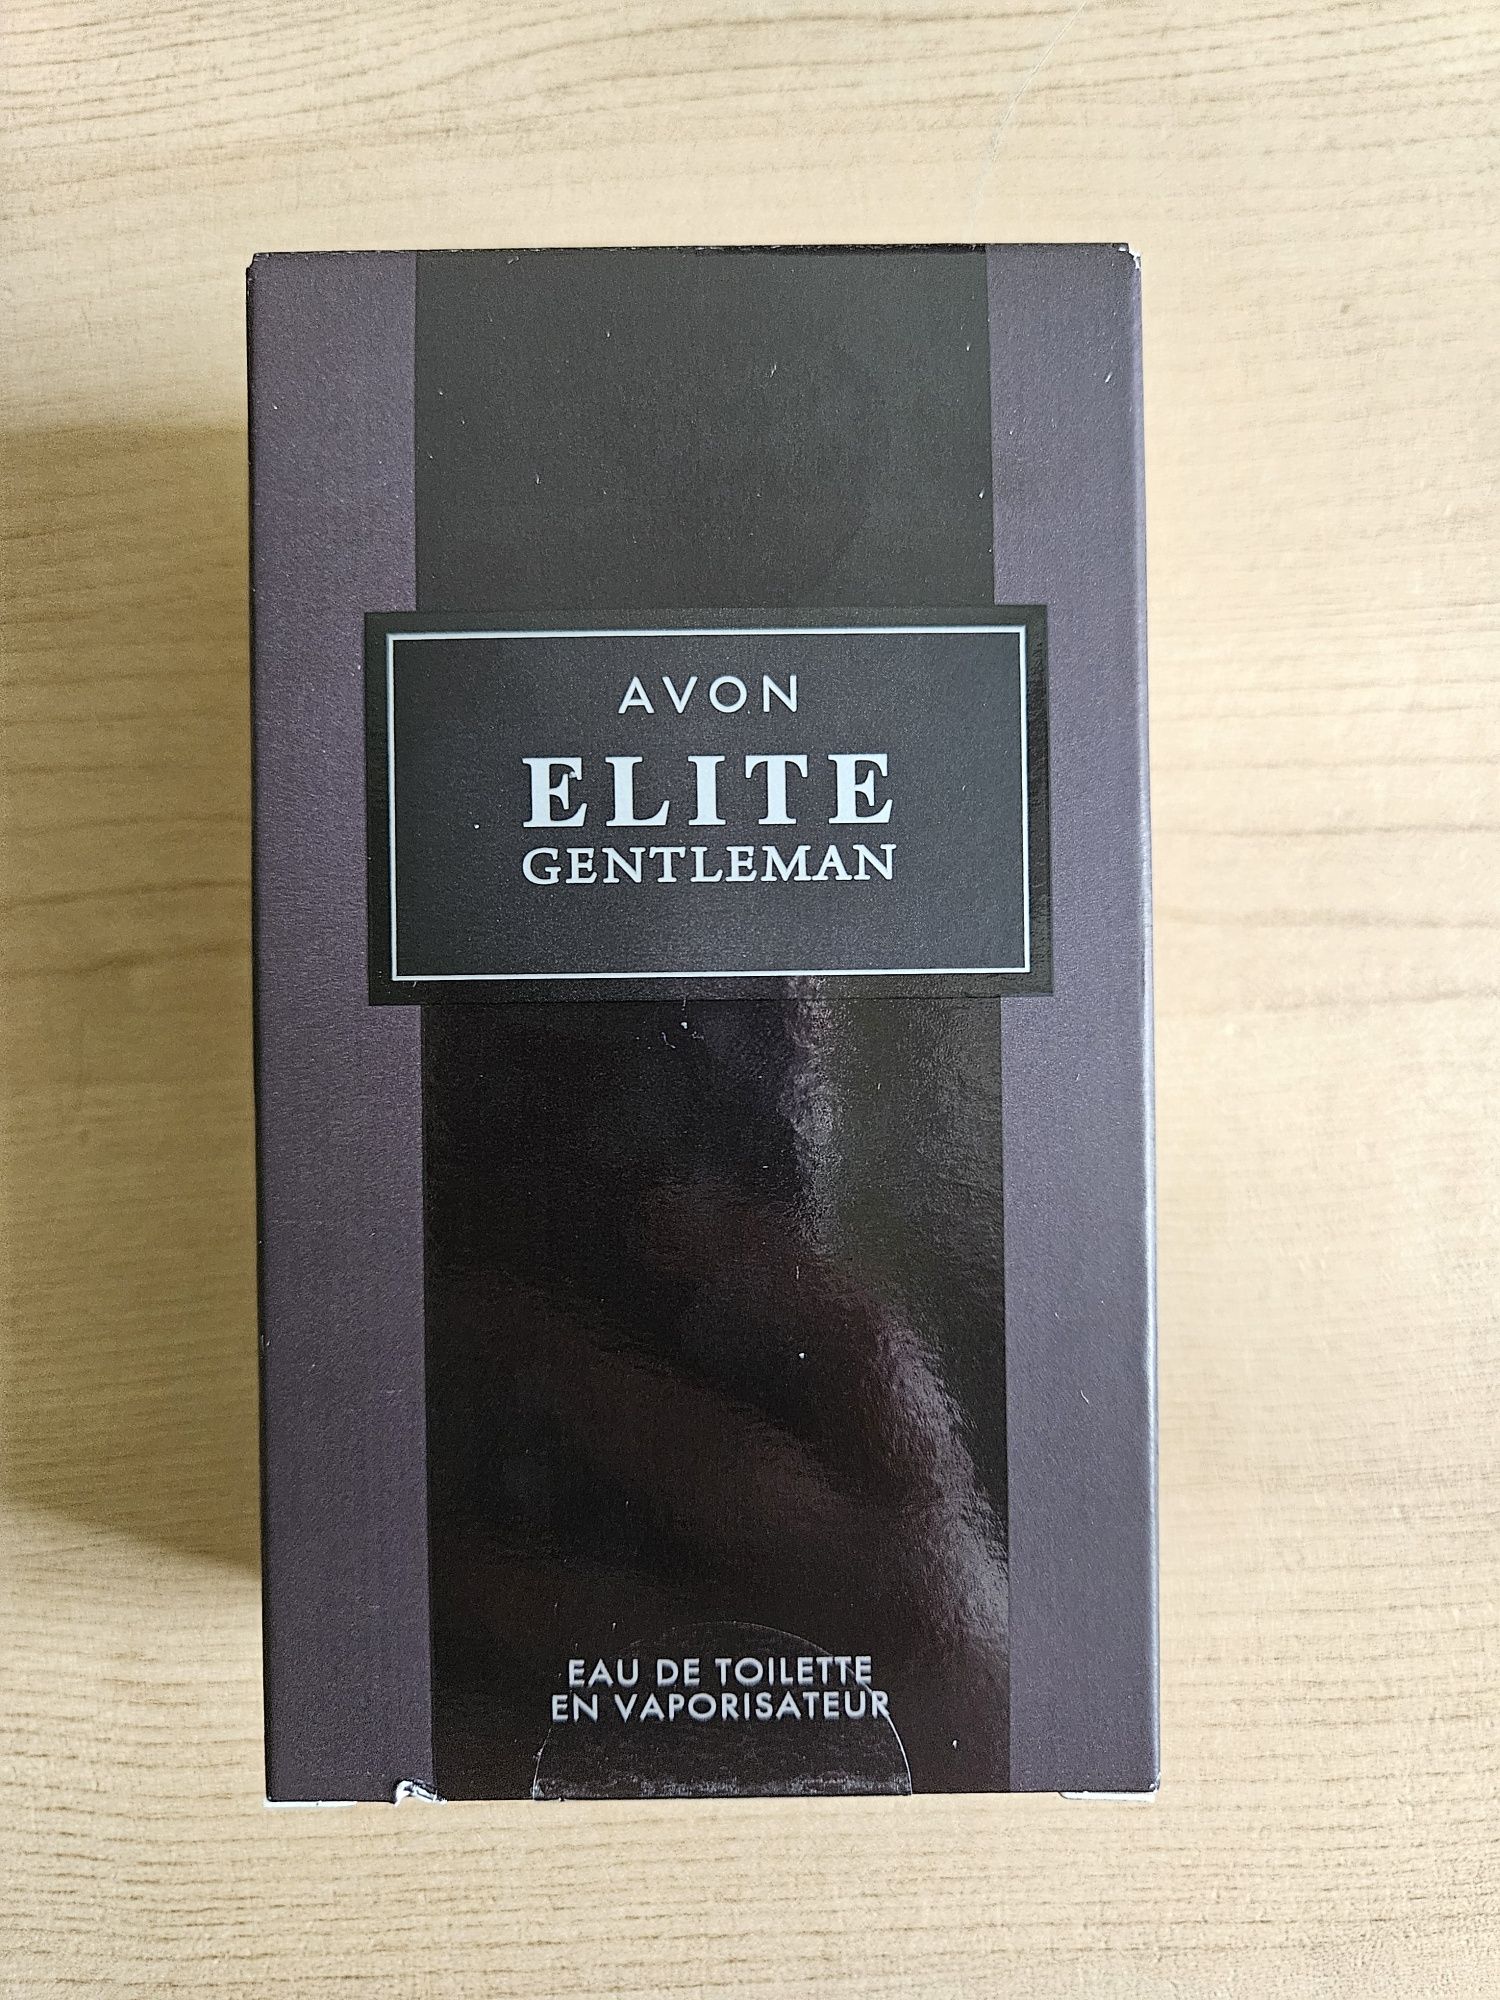 AVON
ELITE
GENTLEMAN
EAU DE TOILETTE
EN VAPORISATEUR